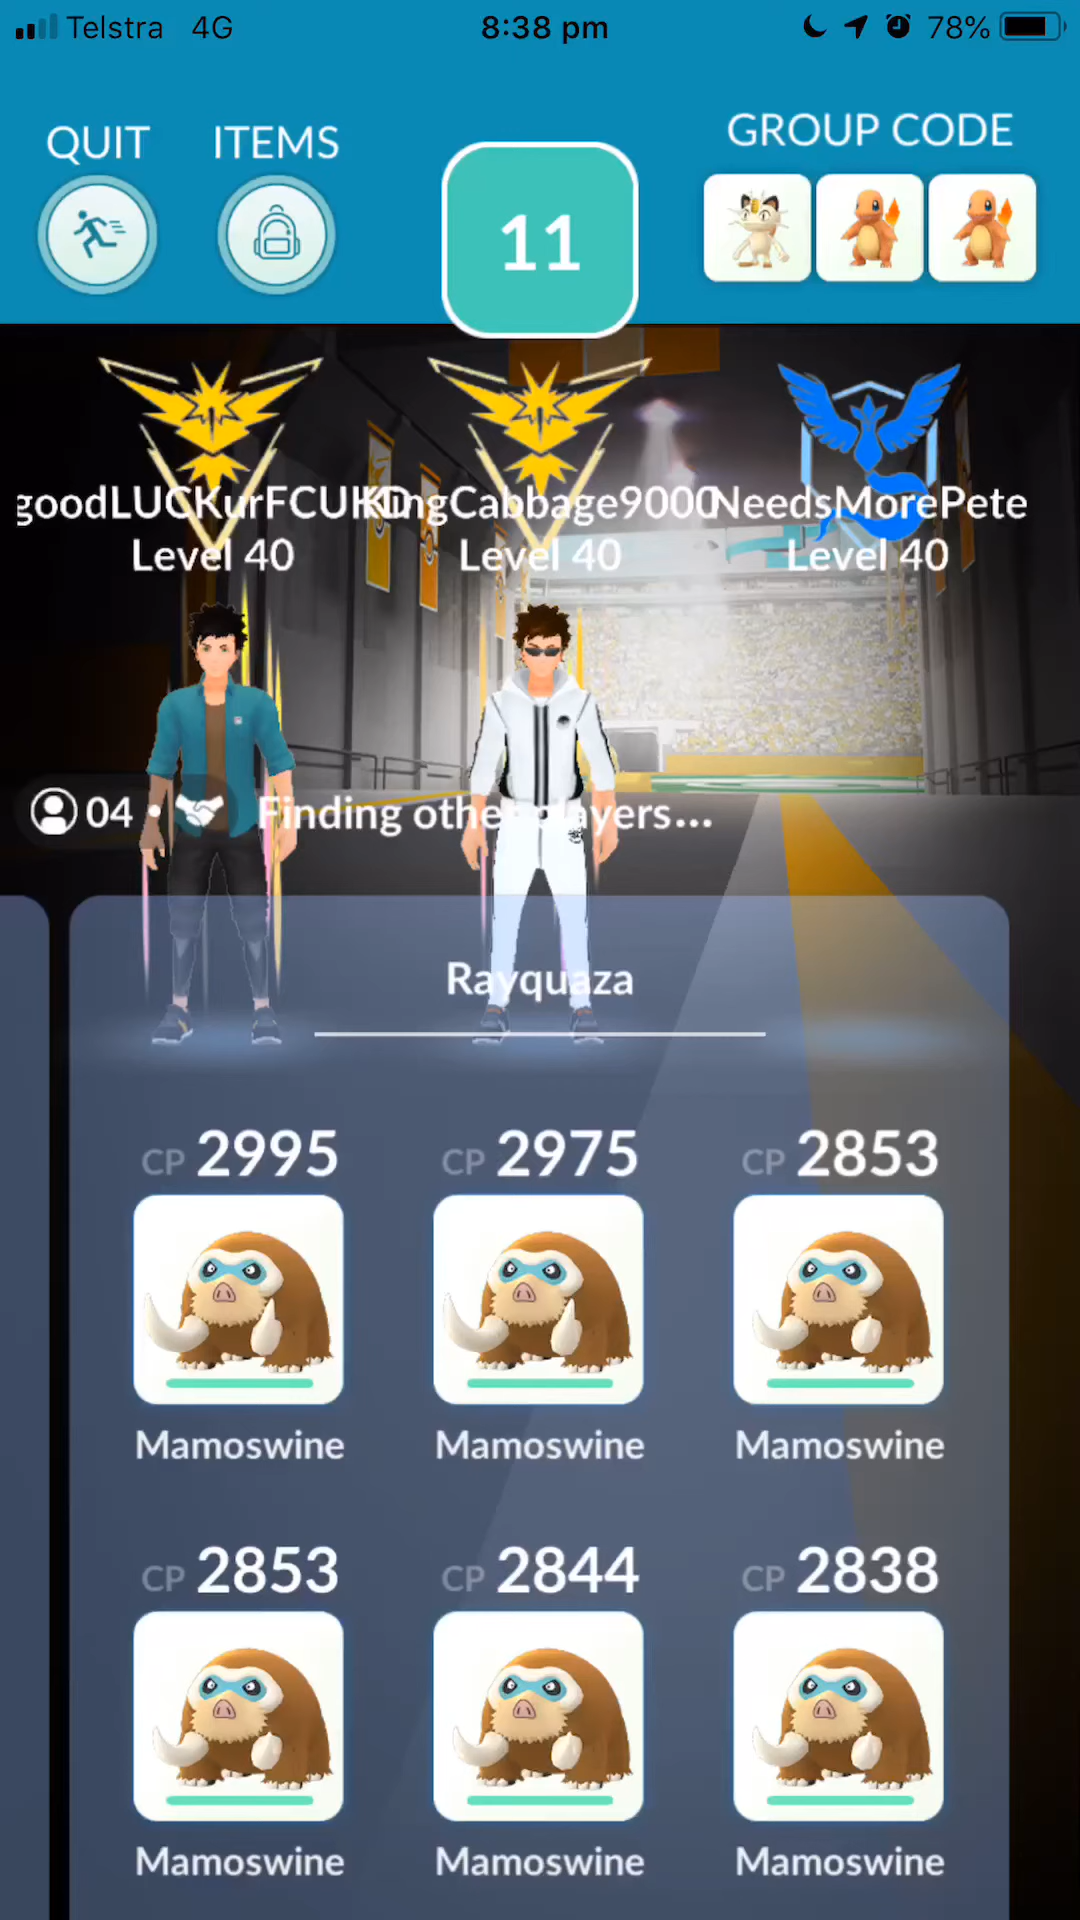 Telstra 4G 8:38 pm 78%
QUIT ITEMS GROUP CODE
11
goodLUCKurFCUKD KingCabbage9000 NeedsMorePete
Level 40 Level 40 Level 40
04 • Finding other players...
Rayquaza
CP 2995 CP 2975 CP 2853
Mamoswine Mamoswine Mamoswine
CP 2853 CP 2844 CP 2838
Mamoswine Mamoswine Mamoswine